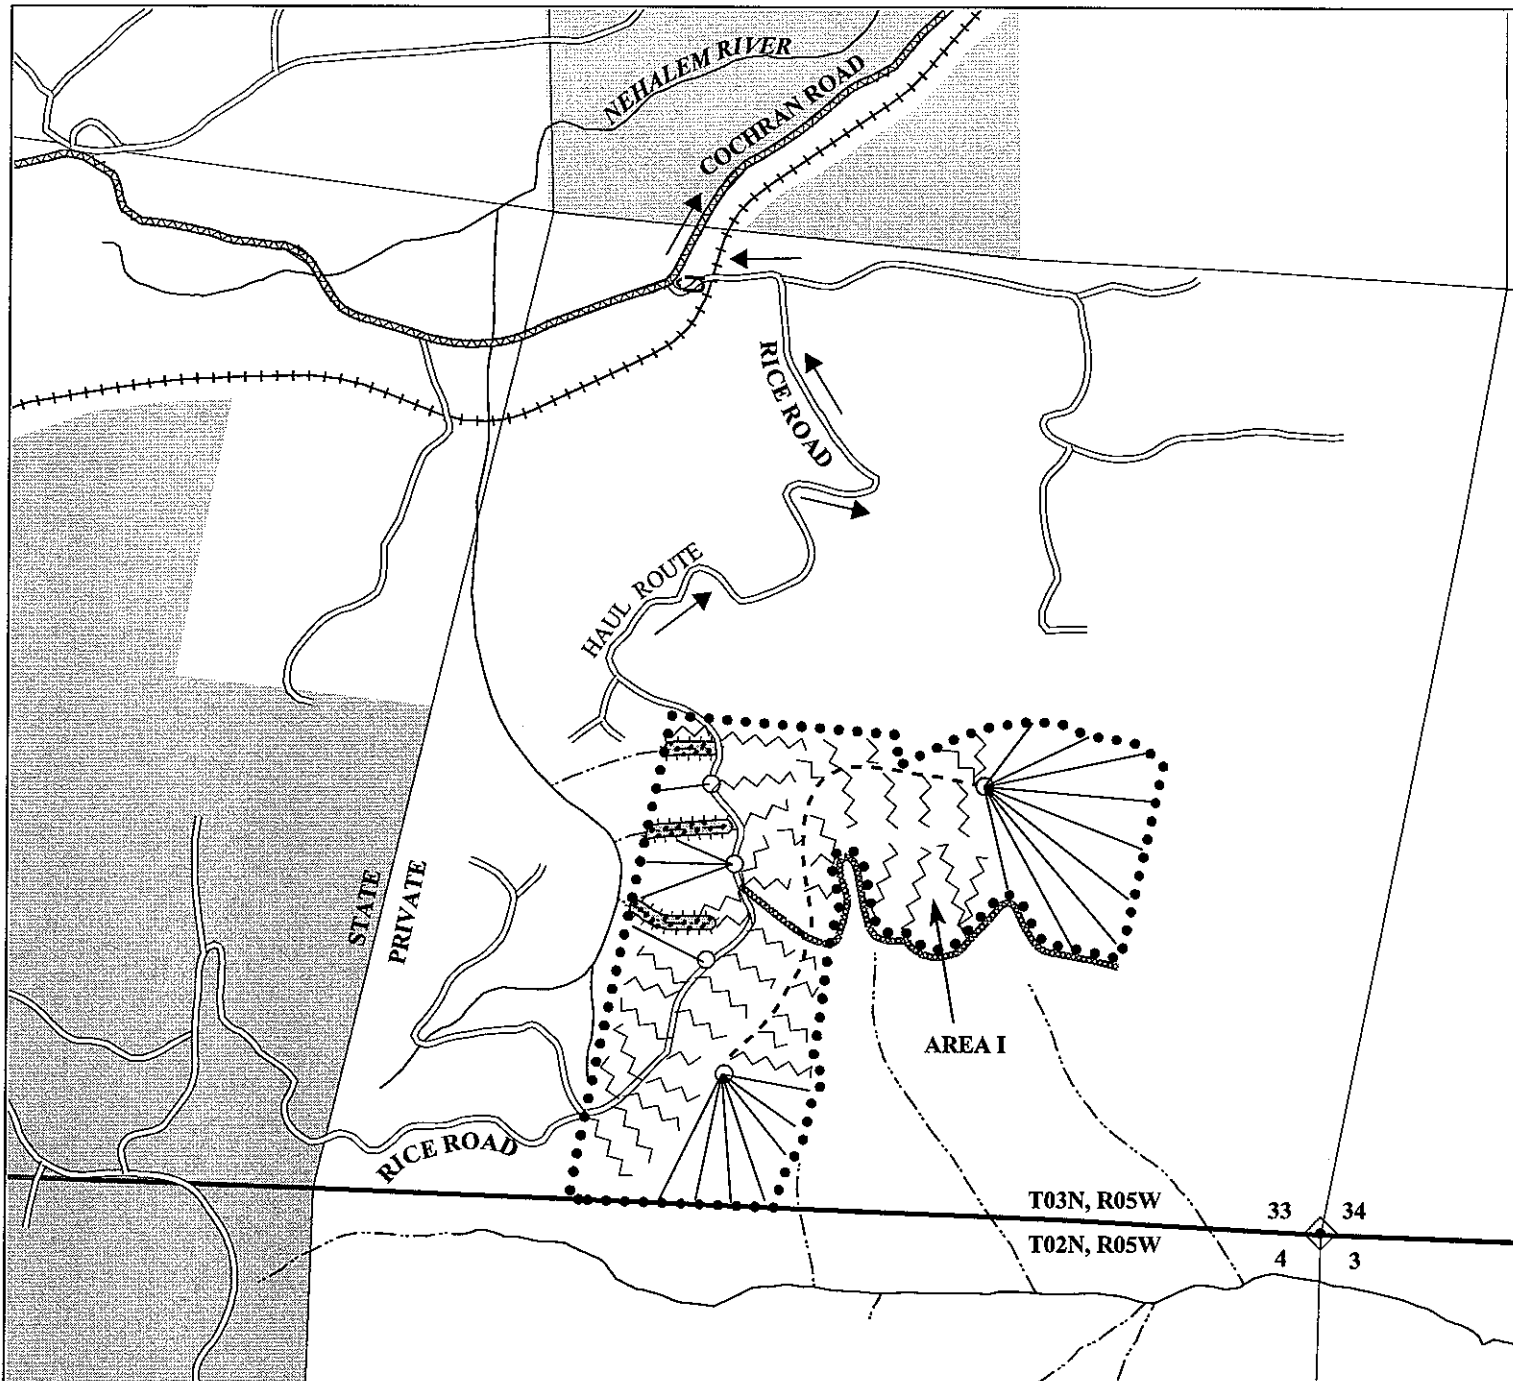 NEHALEM RIVER
COCHRAN ROAD
RICE ROAD
HAUL ROUTE
STATE
PRIVATE
AREA I
RICE ROAD
T03N, R05W
33 34
T02N, R05W
4 3